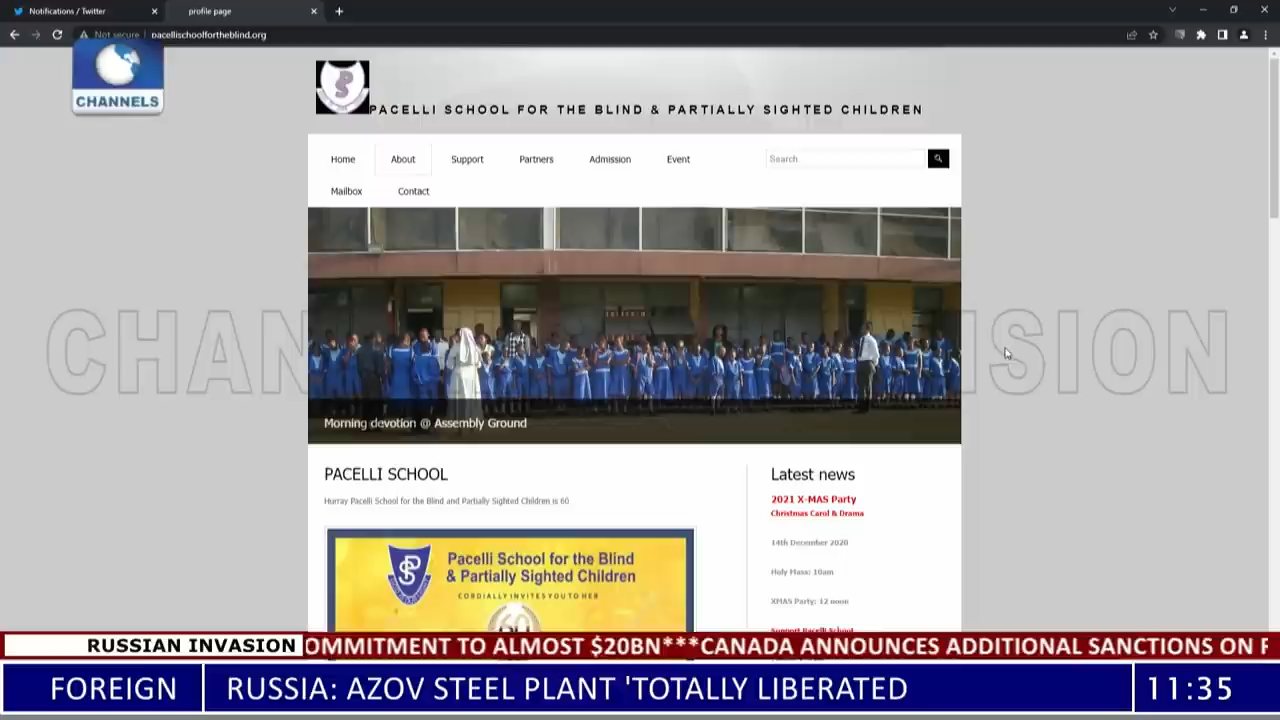 Notifications / Twitter
profile page
Not secure
pacellischoolfortheblind.org
CHANNELS
PACELLI SCHOOL FOR THE BLIND & PARTIALLY SIGHTED CHILDREN
Home About Support Partners Admission Event
Search
Mailbox Contact
CHAN
ISION
Morning devotion @ Assembly Ground
PACELLI SCHOOL
Hurray Pacelli School for the Blind and Partially Sighted Children is 60
Pacelli School for the Blind
& Partially Sighted Children
CORDIALLY INVITES YOU TO HER
Latest news
2021 X-MAS Party
Christmas Carol & Drama
14th December 2020
Holy Mass: 10am
XMAS Party: 12 noon
Support Pacelli School
RUSSIAN INVASION
OMMITMENT TO ALMOST $20BN***CANADA ANNOUNCES ADDITIONAL SANCTIONS ON
FOREIGN
RUSSIA: AZOV STEEL PLANT 'TOTALLY LIBERATED
11:35